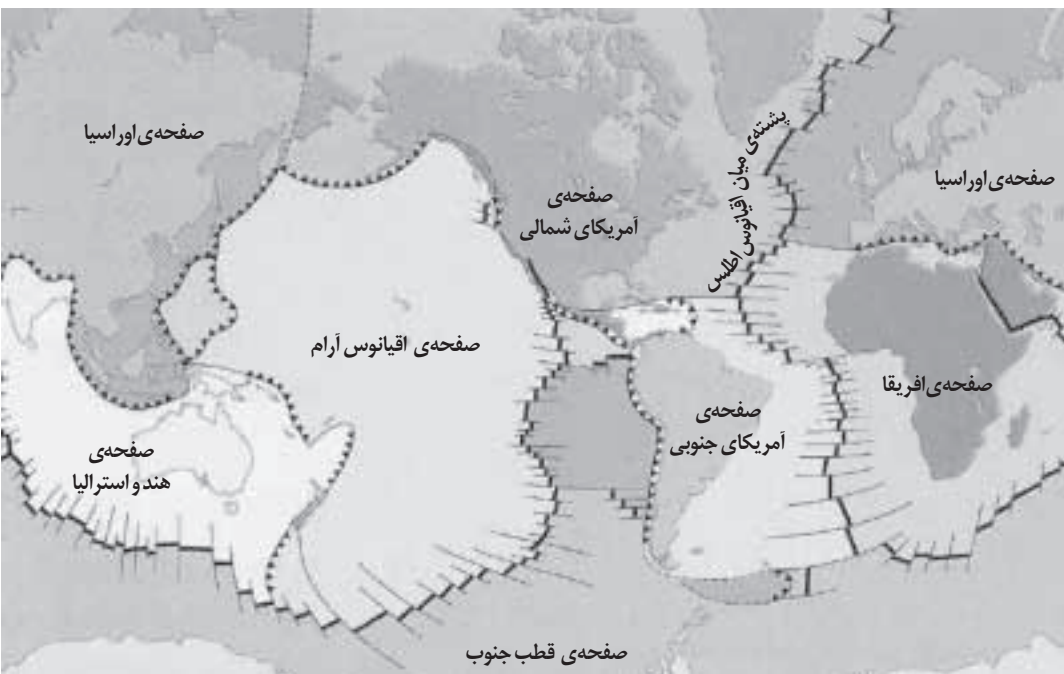 صفحه‌ی اوراسیا
پشته‌ی میان اقیانوس اطلس
صفحه‌ی اوراسیا
صفحه‌ی
آمریکای شمالی
صفحه‌ی اقیانوس آرام
صفحه‌ی افریقا
صفحه‌ی
آمریکای جنوبی
صفحه‌ی
هند و استرالیا
صفحه‌ی قطب جنوب